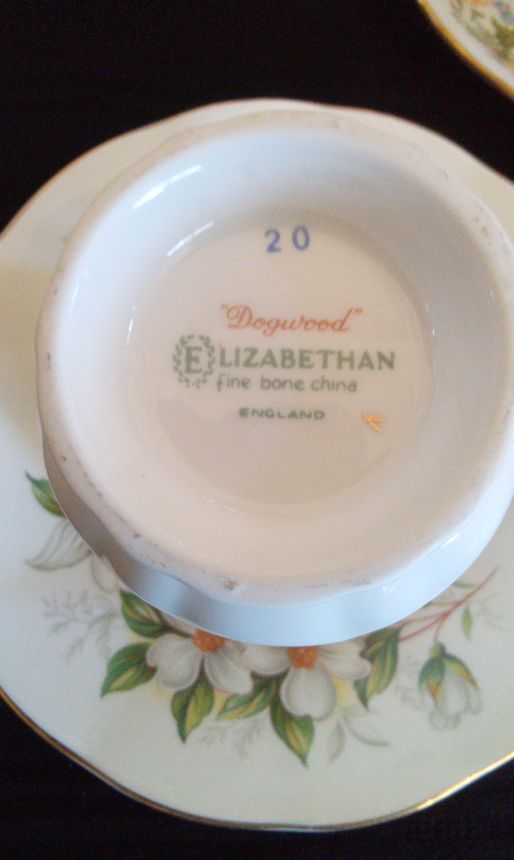 20
"Dogwood"
ELIZABETHAN
fine bone china
ENGLAND